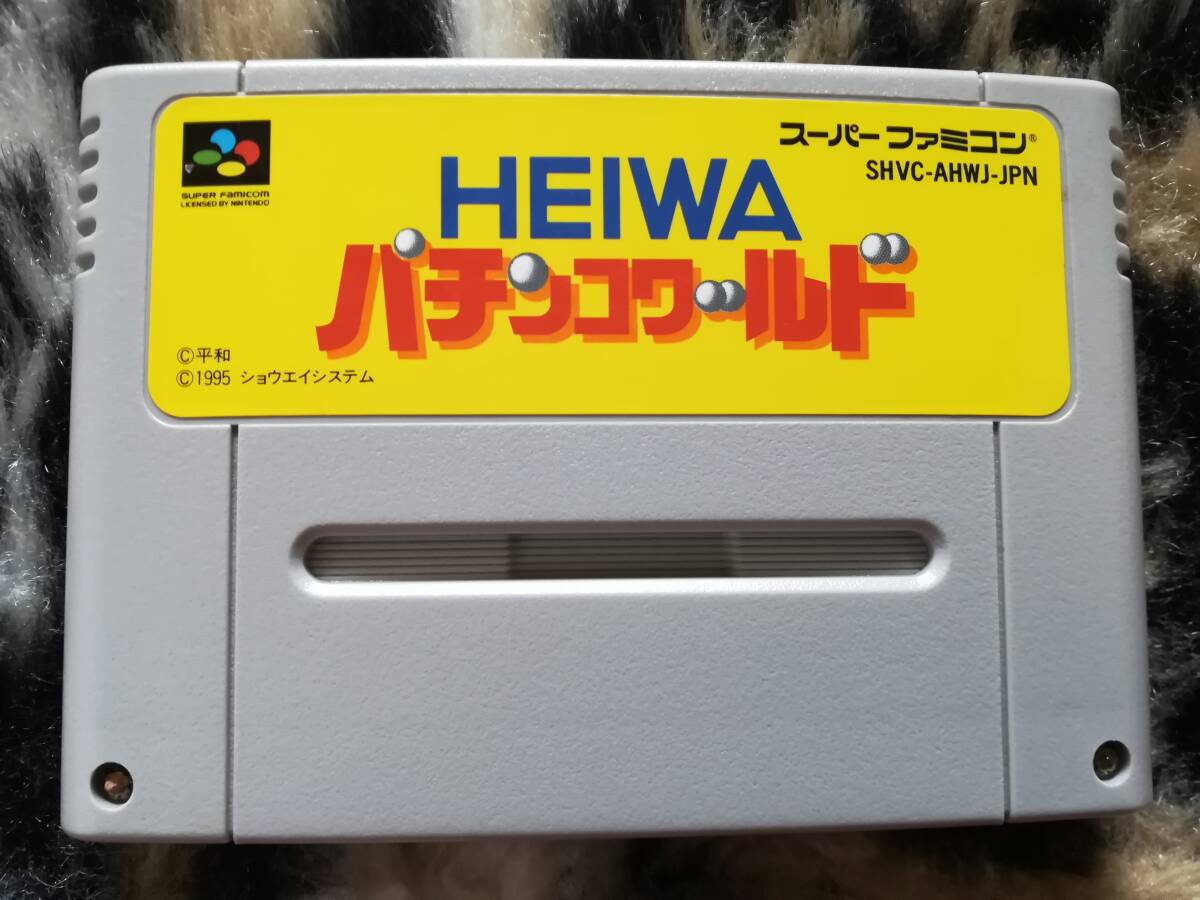 SUPER FAMICOM
LICENSED BY NINTENDO
スーパーファミコン®
SHVC-AHWJ-JPN
HEIWA
パチンコワールド
©平和
©1995 ショウエイシステム